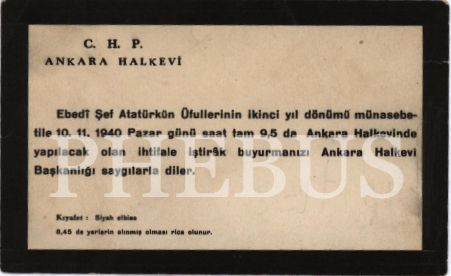 C. H. P.
ANKARA HALKEVİ
Ebedî Şef Atatürkün Üfullerinin ikinci yıl dönümü münasebe-
tile 10. 11. 1940 Pazar günü saat tam 9,5 da Ankara Halkevinde
yapılacak olan ihtifale iştirâk buyurmanızı Ankara Halkevi
Başkanlığı saygılarla diler.
PHEBUS
Kıyafet : Siyah elbise
8,45 de yerlerin alınmış olması rica olunur.